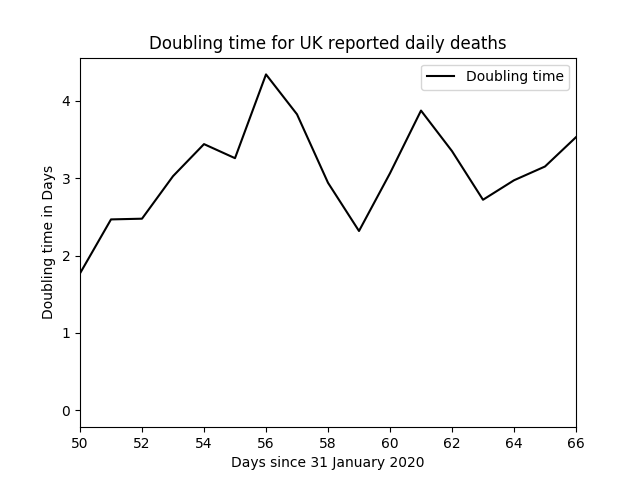 Doubling time for UK reported daily deaths
Doubling time
Doubling time in Days
4
3
2
1
0
50 52 54 56 58 60 62 64 66
Days since 31 January 2020